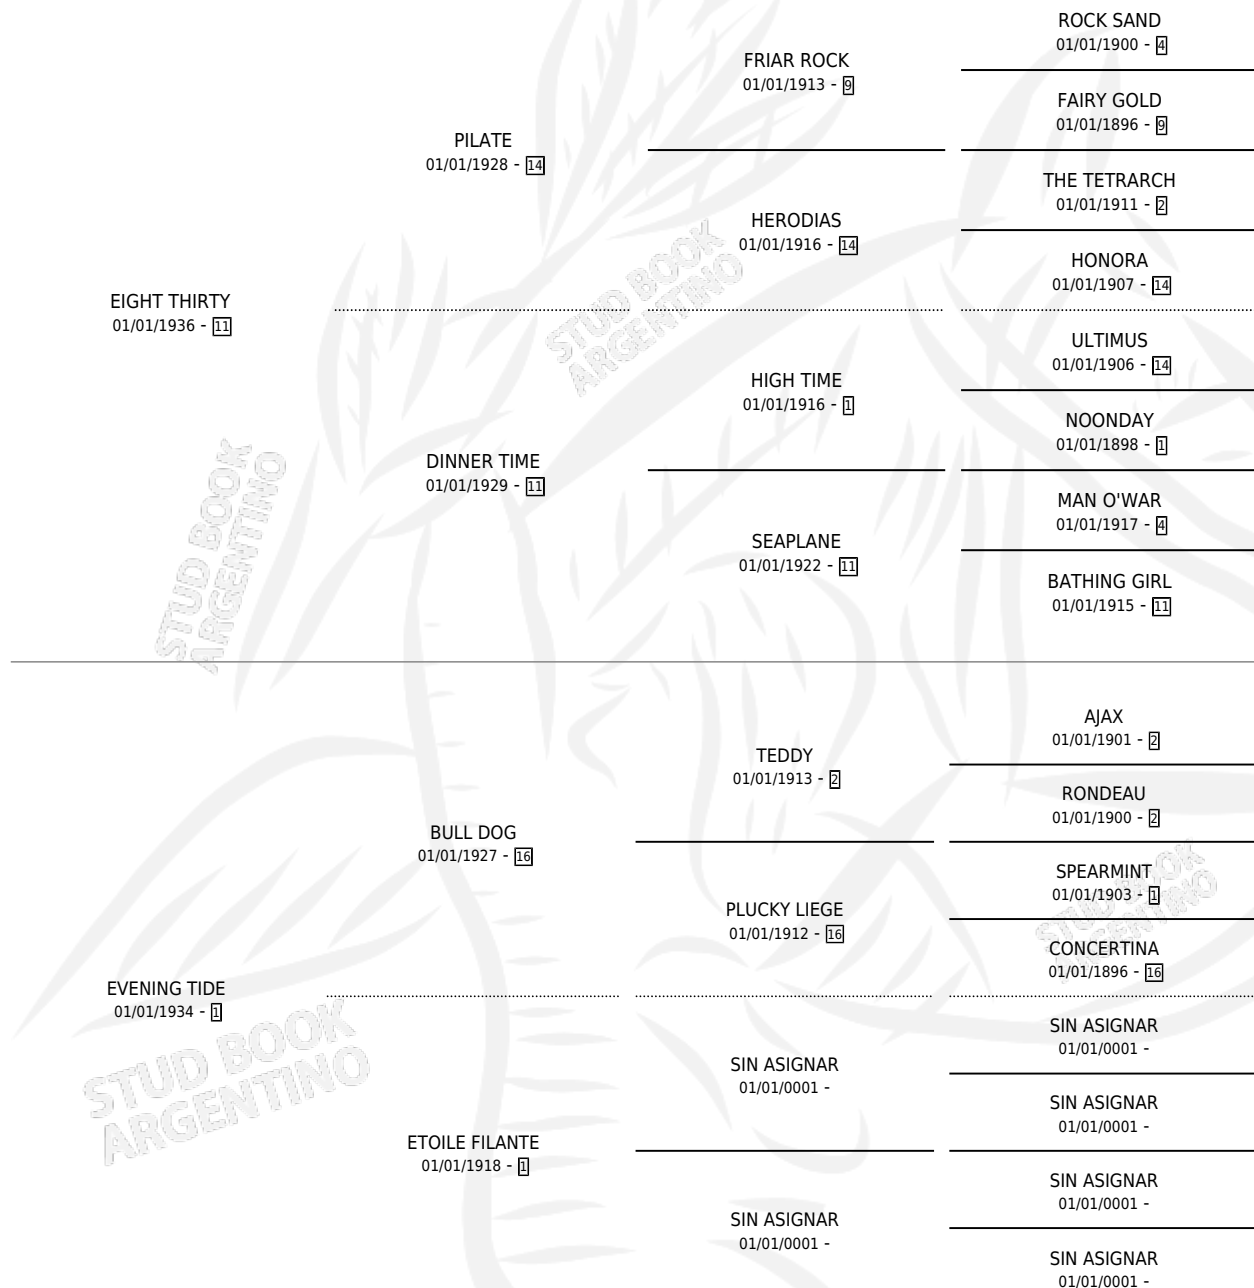 ROCK SAND
01/01/1900 - 4
FRIAR ROCK
01/01/1913 - 9
FAIRY GOLD
01/01/1896 - 9
PILATE
01/01/1928 - 14
THE TETRARCH
01/01/1911 - 2
HERODIAS
01/01/1916 - 14
HONORA
01/01/1907 - 14
EIGHT THIRTY
01/01/1936 - 11
STUD BOOK
ARGENTINO
ULTIMUS
01/01/1906 - 14
HIGH TIME
01/01/1916 - 1
NOONDAY
01/01/1898 - 1
DINNER TIME
01/01/1929 - 11
MAN O'WAR
01/01/1917 - 4
SEAPLANE
01/01/1922 - 11
BATHING GIRL
01/01/1915 - 11
STUD BOOK
ARGENTINO
AJAX
01/01/1901 - 2
TEDDY
01/01/1913 - 2
RONDEAU
01/01/1900 - 2
BULL DOG
01/01/1927 - 16
SPEARMINT
01/01/1903 - 1
PLUCKY LIEGE
01/01/1912 - 16
STUD BOOK
ARGENTINO
CONCERTINA
01/01/1896 - 16
EVENING TIDE
01/01/1934 - 1
STUD BOOK
ARGENTINO
SIN ASIGNAR
01/01/0001 -
SIN ASIGNAR
01/01/0001 -
SIN ASIGNAR
01/01/0001 -
ETOILE FILANTE
01/01/1918 - 1
SIN ASIGNAR
01/01/0001 -
SIN ASIGNAR
01/01/0001 -
SIN ASIGNAR
01/01/0001 -